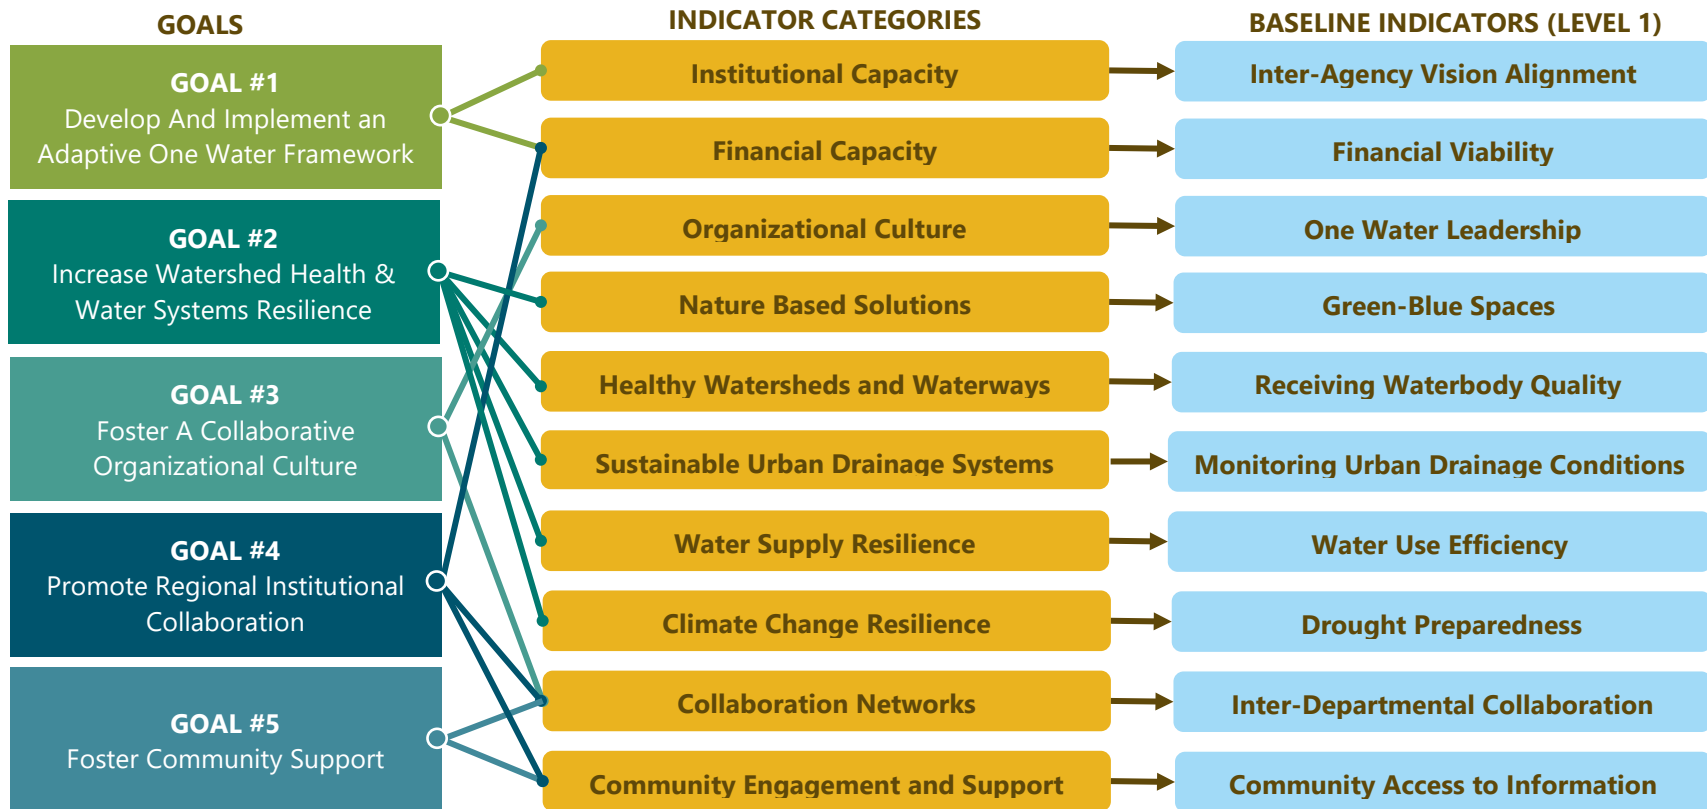 GOALS
GOAL #1
Develop And Implement an
Adaptive One Water Framework
GOAL #2
Increase Watershed Health &
Water Systems Resilience
GOAL #3
Foster A Collaborative
Organizational Culture
GOAL #4
Promote Regional Institutional
Collaboration
GOAL #5
Foster Community Support
INDICATOR CATEGORIES
Institutional Capacity
Financial Capacity
Organizational Culture
Nature Based Solutions
Healthy Watersheds and Waterways
Sustainable Urban Drainage Systems
Water Supply Resilience
Climate Change Resilience
Collaboration Networks
Community Engagement and Support
BASELINE INDICATORS (LEVEL 1)
Inter-Agency Vision Alignment
Financial Viability
One Water Leadership
Green-Blue Spaces
Receiving Waterbody Quality
Monitoring Urban Drainage Conditions
Water Use Efficiency
Drought Preparedness
Inter-Departmental Collaboration
Community Access to Information